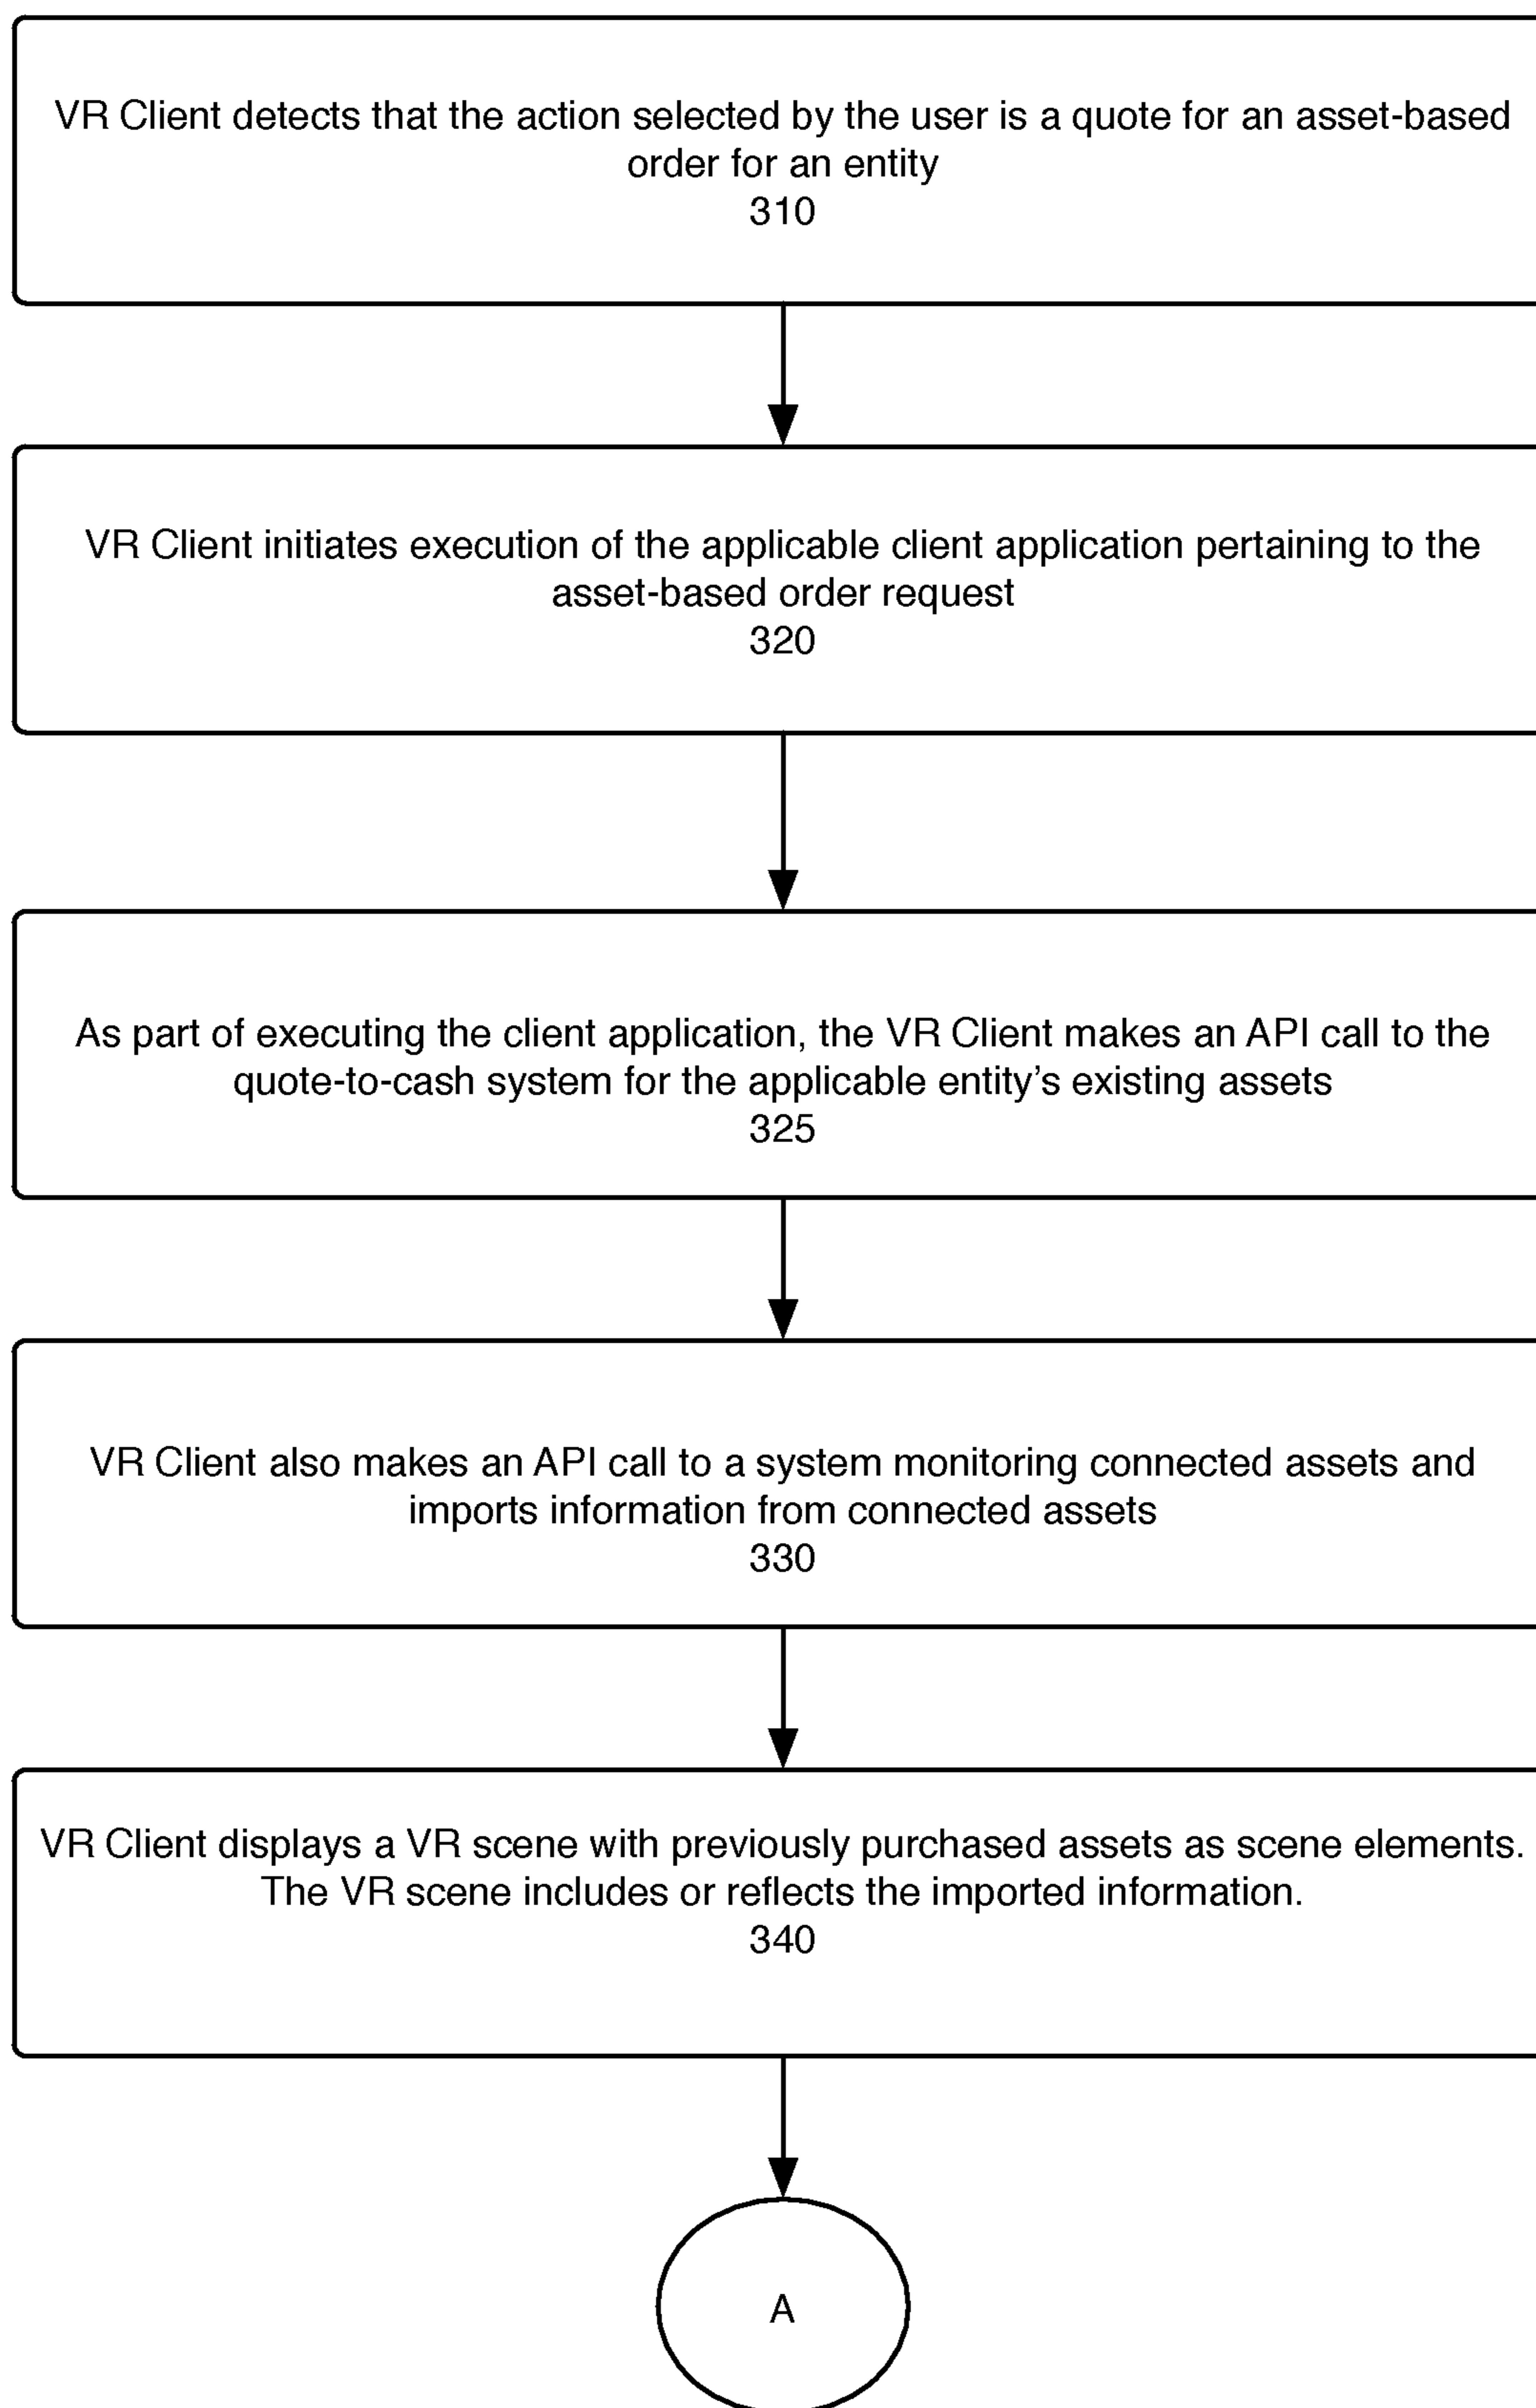 VR Client detects that the action selected by the user is a quote for an asset-based
order for an entity
310
VR Client initiates execution of the applicable client application pertaining to the
asset-based order request
320
As part of executing the client application, the VR Client makes an API call to the
quote-to-cash system for the applicable entity’s existing assets
325
VR Client also makes an API call to a system monitoring connected assets and
imports information from connected assets
330
VR Client displays a VR scene with previously purchased assets as scene elements.
The VR scene includes or reflects the imported information.
340
A